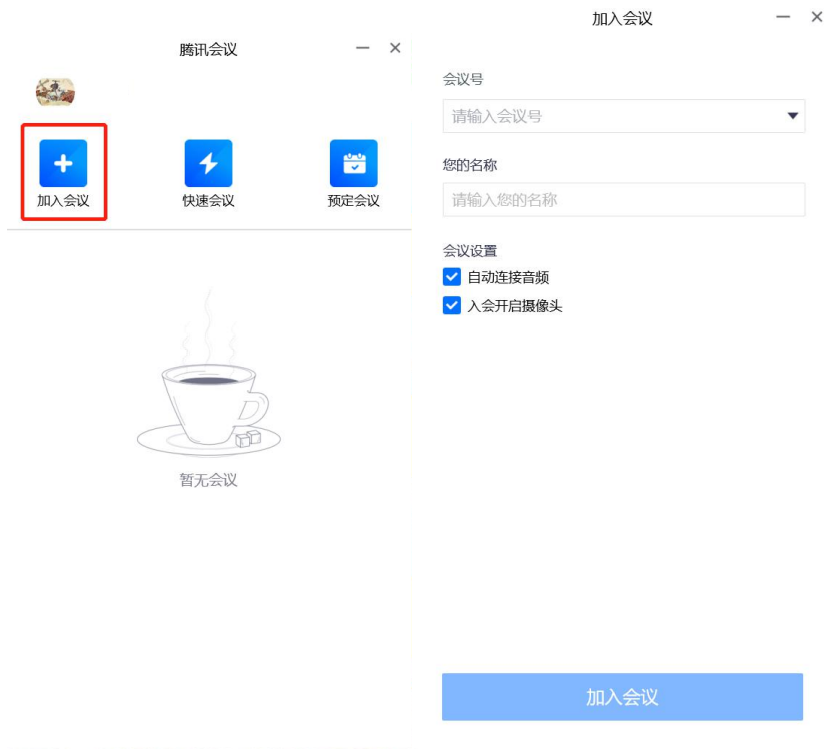 腾讯会议
加入会议
快速会议
预定会议
暂无会议
加入会议
会议号
请输入会议号
您的名称
请输入您的名称
会议设置
自动连接音频
入会开启摄像头
加入会议